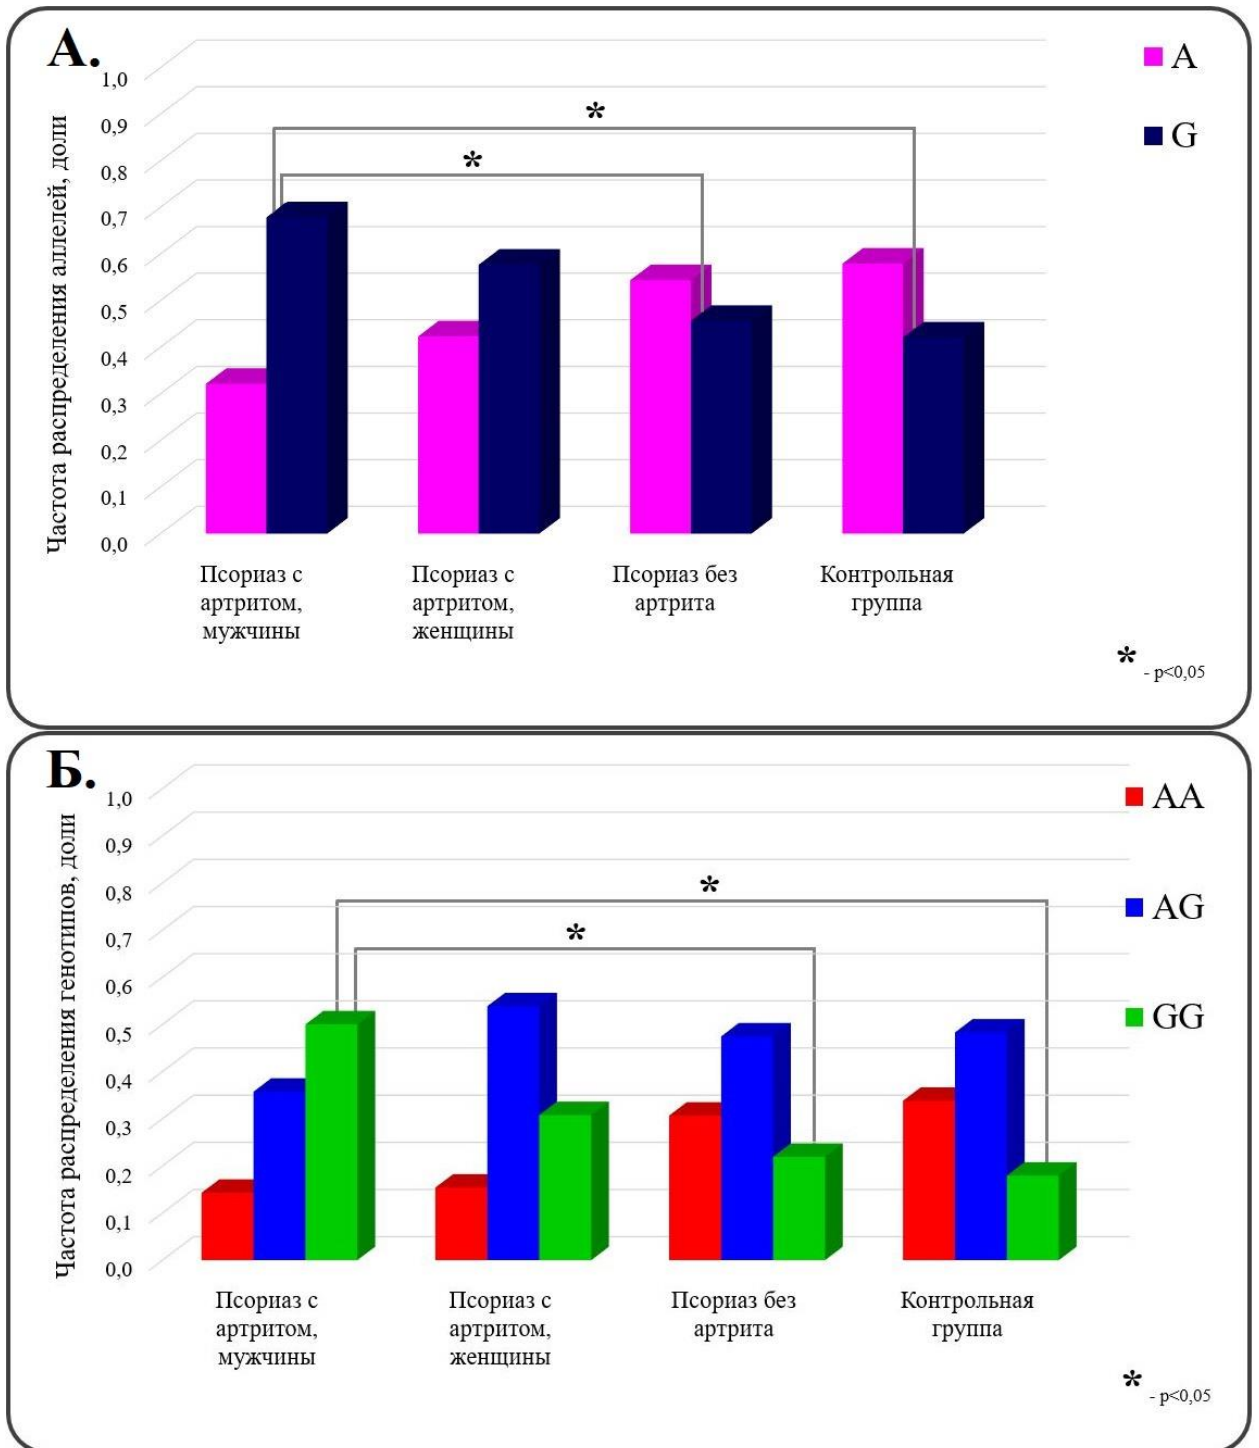 А.
Частота распределения аллелей, доли
1,0
0,9
0,8
0,7
0,6
0,5
0,4
0,3
0,2
0,1
0,0
*
*
A
G
Псориаз с
артритом,
мужчины
Псориаз с
артритом,
женщины
Псориаз без
артрита
Контрольная
группа
* - p<0,05
Б.
Частота распределения генотипов, доли
1,0
0,9
0,8
0,7
0,6
0,5
0,4
0,3
0,2
0,1
0,0
*
*
AA
AG
GG
Псориаз с
артритом,
мужчины
Псориаз с
артритом,
женщины
Псориаз без
артрита
Контрольная
группа
* - p<0,05